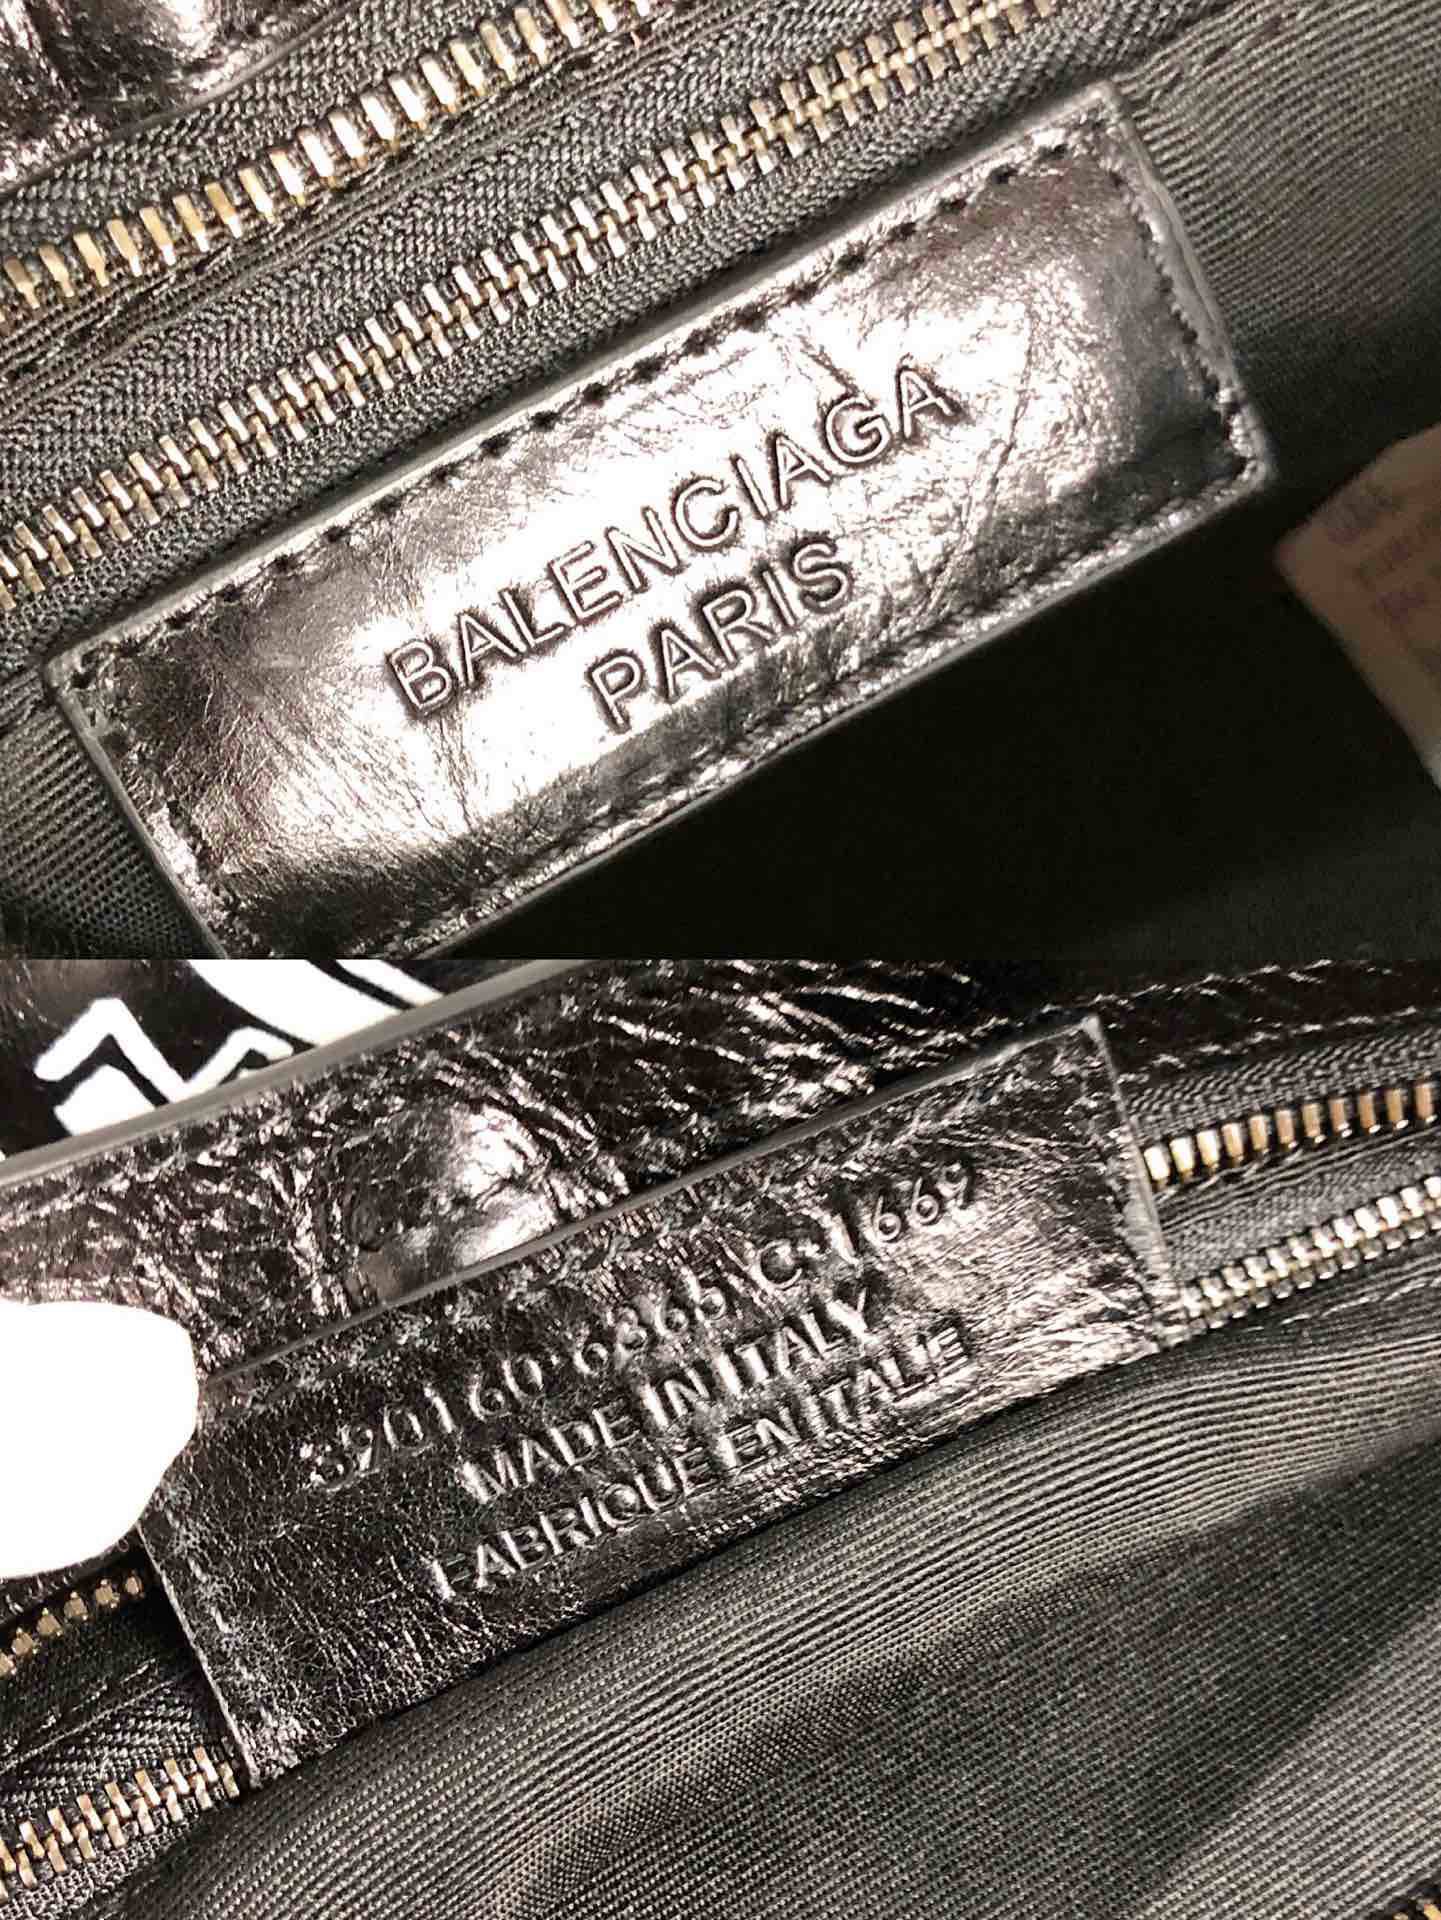 BALENCIAGA
PARIS
390160·6365 C·1669
MADE IN ITALY
FABRIQUE EN ITALIE